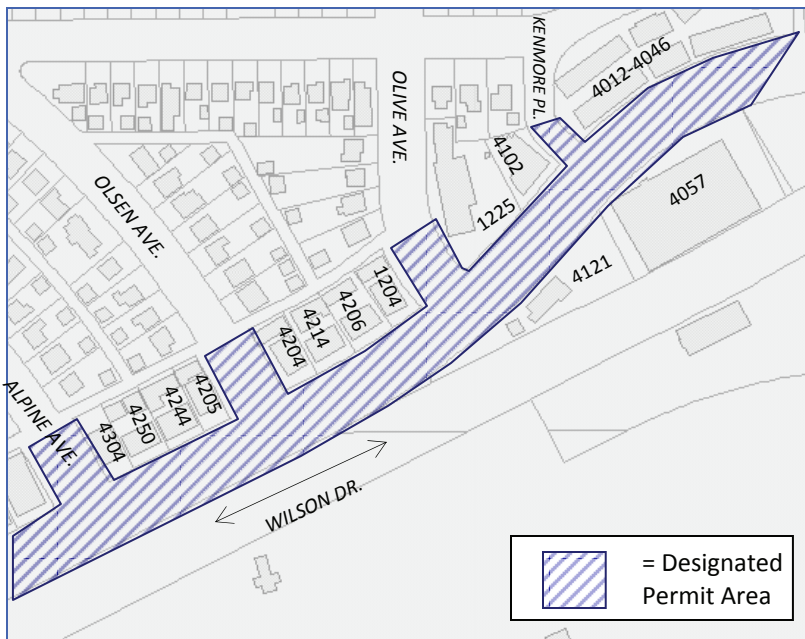 KENMORE PL.
4012-4046
OLIVE AVE.
4102
OLSEN AVE.
1225
4057
4121
1204
4206
4214
4204
ALPINE AVE.
4205
4244
4250
4304
WILSON DR.
= Designated
Permit Area